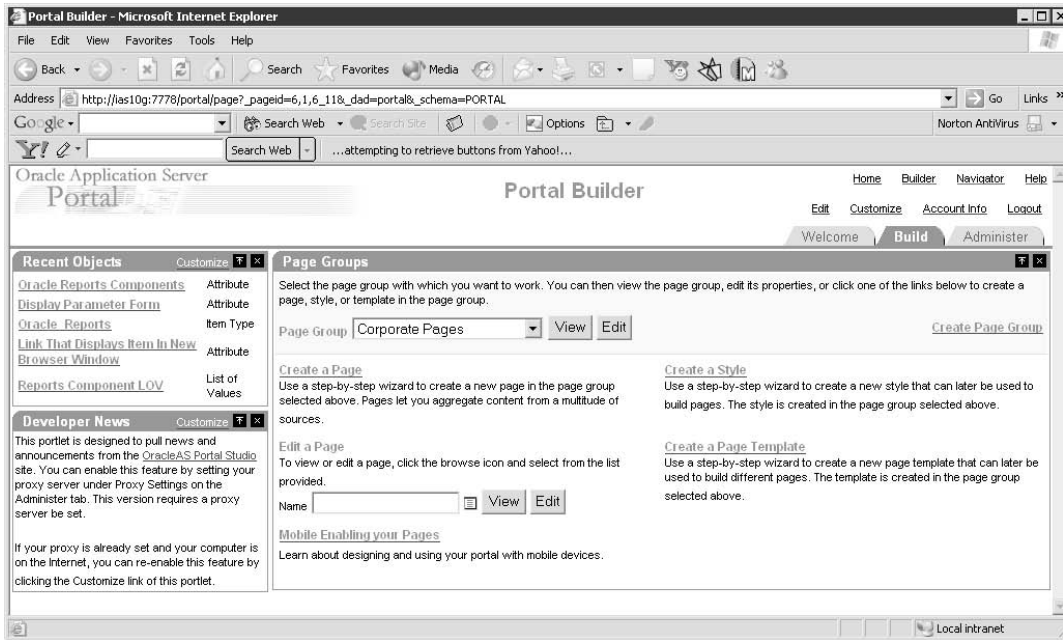 Portal Builder - Microsoft Internet Explorer
File Edit View Favorites Tools Help
Back Search Favorites Media
Address http://ias10g:7778/portal/page?_pageid=6,1,6_11&_dad=portal&_schema=PORTAL Go Links »
Google Search Web Search Site Options Norton AntiVirus
Y! Search Web ...attempting to retrieve buttons from Yahoo!...
Oracle Application Server
Portal
Portal Builder
Home Builder Navigator Help
Edit Customize Account Info Logout
Welcome Build Administer
Recent Objects Customize
Oracle Reports Components Attribute
Display Parameter Form Attribute
Oracle Reports Item Type
Link That Displays Item In New
Browser Window Attribute
Reports Component LOV List of
Values
Developer News Customize
This portlet is designed to pull news and
announcements from the OracleAS Portal Studio
site. You can enable this feature by setting your
proxy server under Proxy Settings on the
Administer tab. This version requires a proxy
server be set.
If your proxy is already set and your computer is
on the Internet, you can re-enable this feature by
clicking the Customize link of this portlet.
Page Groups
Select the page group with which you want to work. You can then view the page group, edit its properties, or click one of the links below to create a
page, style, or template in the page group.
Page Group Corporate Pages View Edit Create Page Group
Create a Page
Use a step-by-step wizard to create a new page in the page group
selected above. Pages let you aggregate content from a multitude of
sources.
Edit a Page
To view or edit a page, click the browse icon and select from the list
provided.
Name View Edit
Mobile Enabling your Pages
Learn about designing and using your portal with mobile devices.
Create a Style
Use a step-by-step wizard to create a new style that can later be used to
build pages. The style is created in the page group selected above.
Create a Page Template
Use a step-by-step wizard to create a new page template that can later be
used to build different pages. The template is created in the page group
selected above.
Local intranet